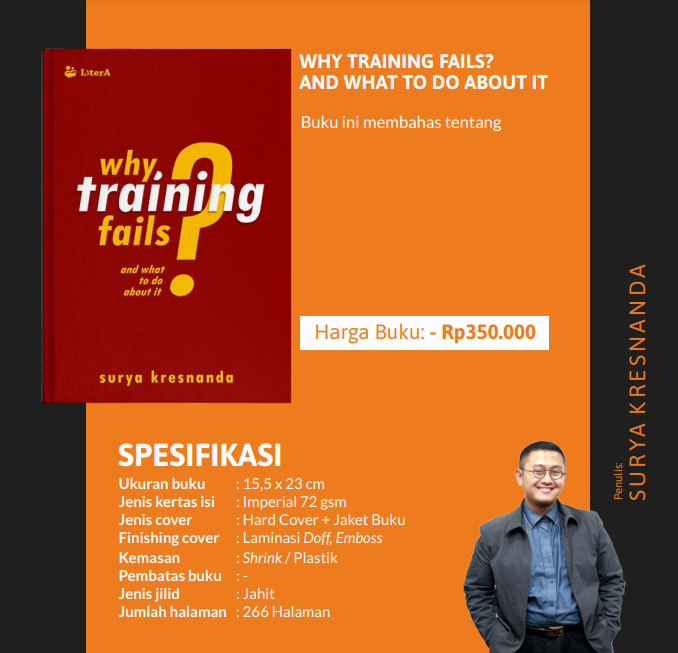 LiterA
why
training
fails
?
and what
to do
about it
surya kresnanda
WHY TRAINING FAILS?
AND WHAT TO DO ABOUT IT
Buku ini membahas tentang
Harga Buku: - Rp350.000
SPESIFIKASI
Ukuran buku : 15,5 x 23 cm
Jenis kertas isi : Imperial 72 gsm
Jenis cover : Hard Cover + Jaket Buku
Finishing cover : Laminasi Doff, Emboss
Kemasan : Shrink / Plastik
Pembatas buku : -
Jenis jilid : Jahit
Jumlah halaman : 266 Halaman
Penulis:
SURYA KRESNANDA